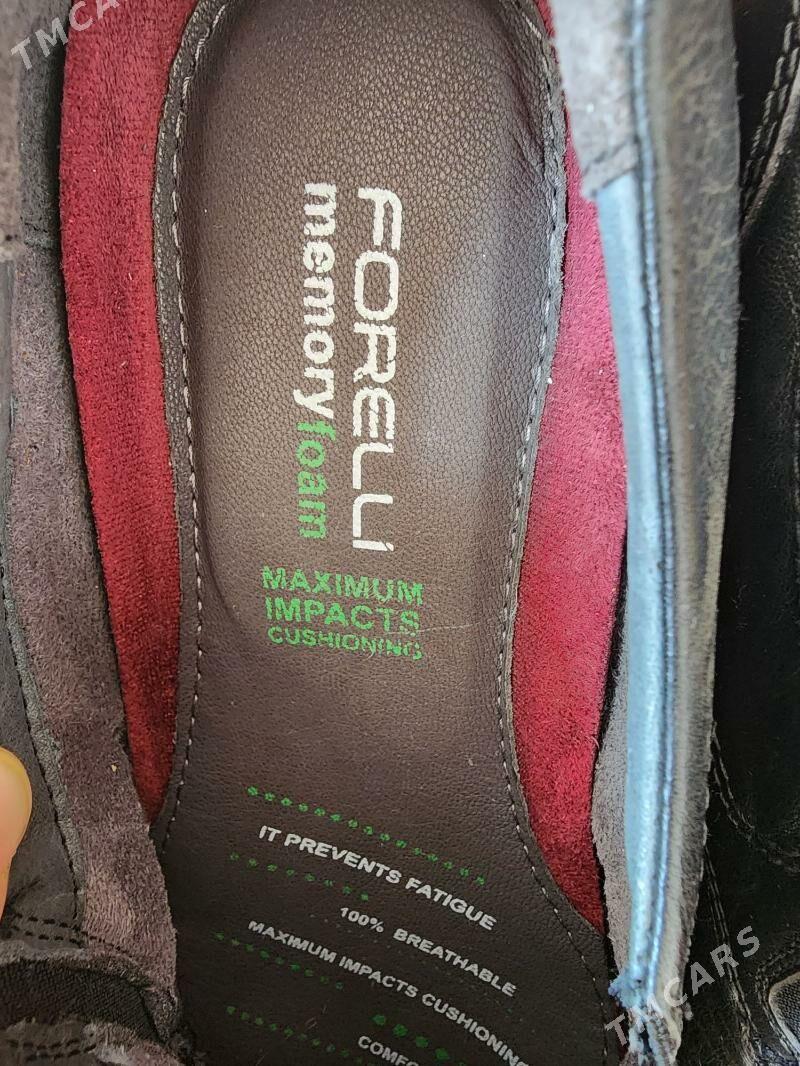 TMCARS
FORELLI
memoryfoam
MAXIMUM
IMPACTS
CUSHIONING
IT PREVENTS FATIGUE
100% BREATHABLE
MAXIMUM IMPACTS CUSHIONING
TMCARS